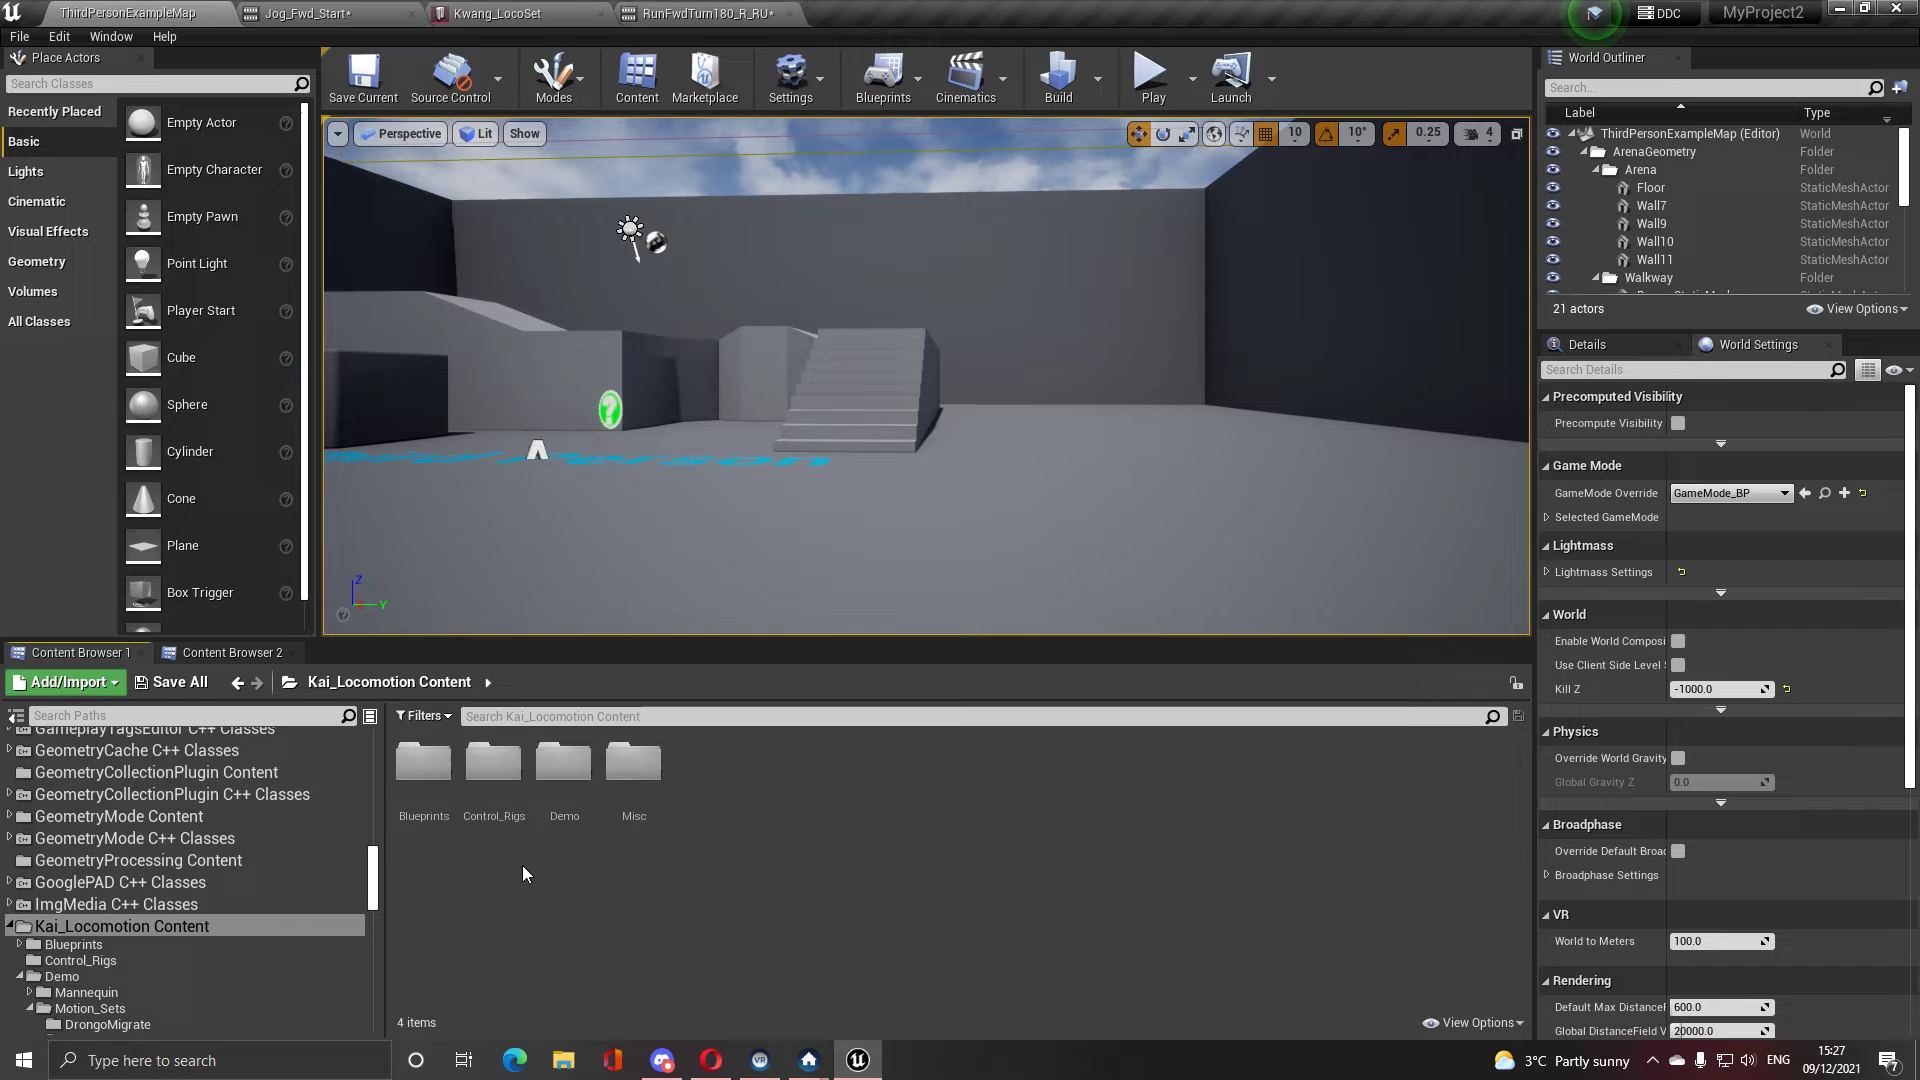 ThirdPersonExampleMap
Jog_Fwd_Start*
Kwang_LocoSet
RunFwdTurn180_R_RU*
DDC
MyProject2
File Edit Window Help
Place Actors
Search Classes
Recently Placed
Basic
Lights
Cinematic
Visual Effects
Geometry
Volumes
All Classes
Empty Actor
Empty Character
Empty Pawn
Point Light
Player Start
Cube
Sphere
Cylinder
Cone
Plane
Box Trigger
Save Current
Source Control
Modes
Content
Marketplace
Settings
Blueprints
Cinematics
Build
Play
Launch
Perspective
Lit
Show
10
10°
0.25
4
Z
Y
World Outliner
Search...
Label Type
ThirdPersonExampleMap (Editor) World
ArenaGeometry Folder
Arena Folder
Floor StaticMeshActor
Wall7 StaticMeshActor
Wall9 StaticMeshActor
Wall10 StaticMeshActor
Wall11 StaticMeshActor
Walkway Folder
21 actors
View Options
Details
World Settings
Search Details
Precomputed Visibility
Precompute Visibility
Game Mode
GameMode Override GameMode_BP
Selected GameMode
Lightmass
Lightmass Settings
World
Enable World Composi
Use Client Side Level
Kill Z -1000.0
Physics
Override World Gravity
Global Gravity Z 0.0
Broadphase
Override Default Broad
Broadphase Settings
VR
World to Meters 100.0
Rendering
Default Max DistanceF 600.0
Global DistanceField V 20000.0
Content Browser 1
Content Browser 2
Add/Import
Save All
Kai_Locomotion Content
Search Paths
Filters
Search Kai_Locomotion Content
GameplayTagsEditor C++ Classes
GeometryCache C++ Classes
GeometryCollectionPlugin Content
GeometryCollectionPlugin C++ Classes
GeometryMode Content
GeometryMode C++ Classes
GeometryProcessing Content
GooglePAD C++ Classes
ImgMedia C++ Classes
Kai_Locomotion Content
Blueprints
Control_Rigs
Demo
Mannequin
Motion_Sets
DrongoMigrate
Blueprints
Control_Rigs
Demo
Misc
4 items
View Options
Type here to search
VR
3°C Partly sunny
ENG
15:27
09/12/2021
7